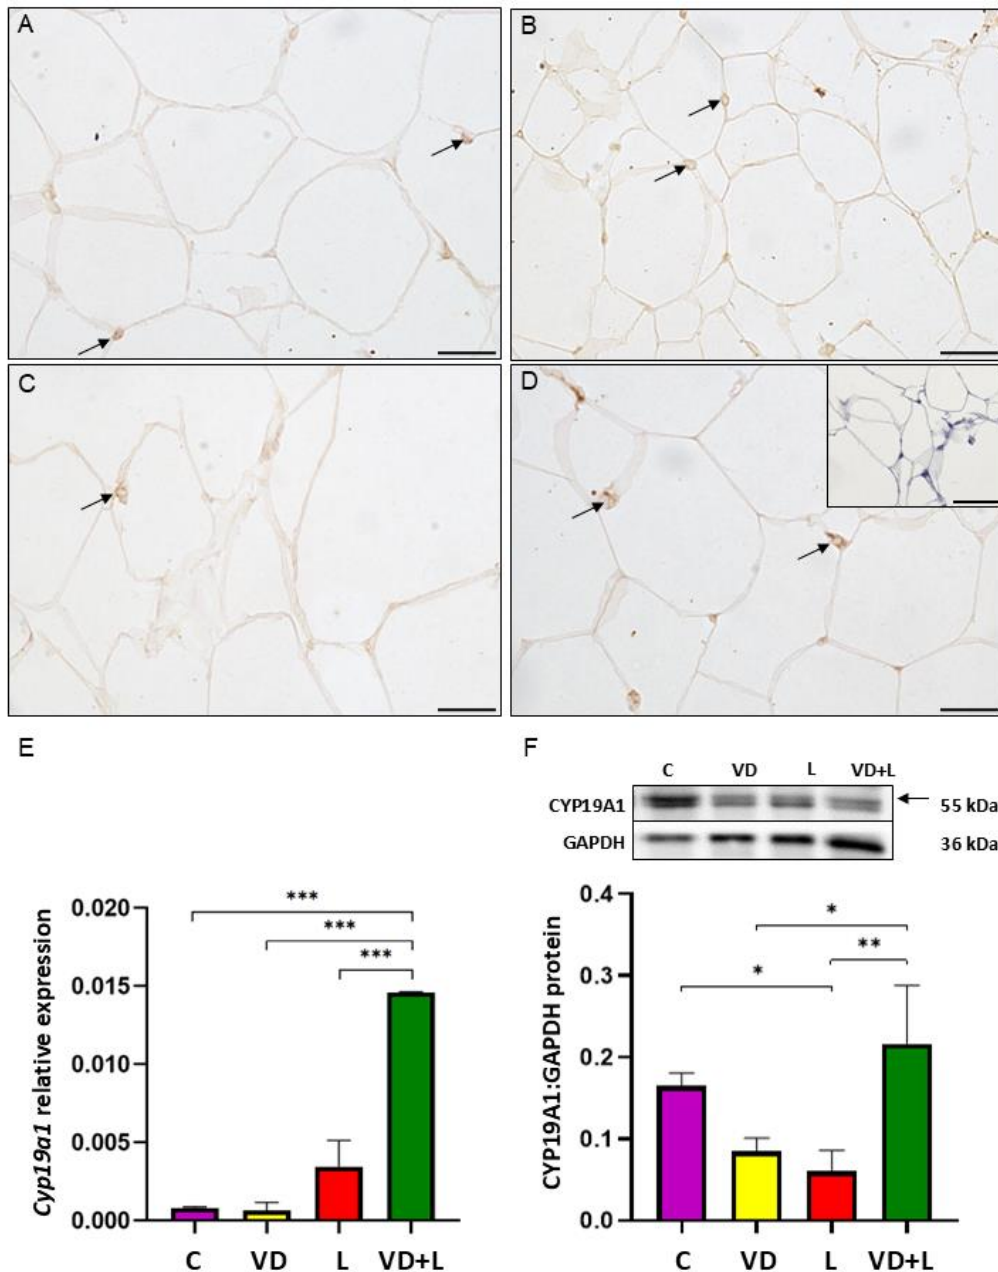 A
B
C
D
E
F
C VD L VD+L
CYP19A1 55 kDa
GAPDH 36 kDa
Cyp19a1 relative expression
0.020
0.015
0.010
0.005
0.000
***
***
***
C VD L VD+L
CYP19A1:GAPDH protein
0.4
0.3
0.2
0.1
0.0
*
**
*
C VD L VD+L